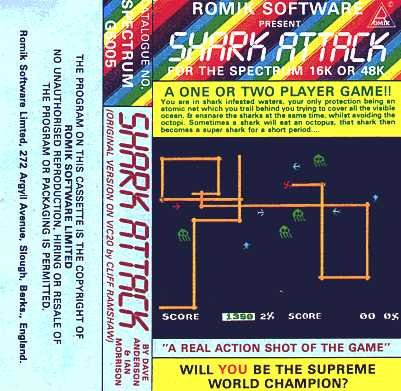 THE PROGRAM ON THIS CASSETTE IS THE COPYRIGHT OF
ROMIK SOFTWARE LIMITED
NO UNAUTHORISED REPRODUCTION, HIRING OR RESALE OF
THE PROGRAM OR PACKAGING IS PERMITTED.
Romik Software Limted, 272 Argyll Avenue, Slough, Berks., England.
CATALOGUE NO.
SPECTRUM
GS005
SHARK ATTACK
(ORIGINAL VERSION ON VIC20 by CLIFF RAMSHAW)
BY DAVE
ANDERSON
& IAN
MORRISON
ROMIK SOFTWARE
ROMIK
PRESENT
SHARK ATTACK
FOR THE SPECTRUM 16K OR 48K
A ONE OR TWO PLAYER GAME!!
You are in shark infested waters, your only protection being an
atomic net which you trail behind you trying to cover all the visible
ocean, & ensnare the sharks at the same time, whilst avoiding the
octopi. Sometimes a shark will eat an octopus, that shark then
becomes a super shark for a short period....
SCORE 1350 2% SCORE 00 0%
"A REAL ACTION SHOT OF THE GAME"
WILL YOU BE THE SUPREME
WORLD CHAMPION?